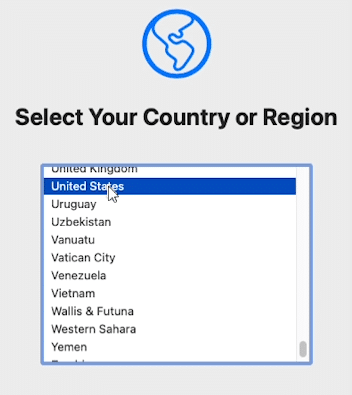 Select Your Country or Region
United Kingdom
United States
Uruguay
Uzbekistan
Vanuatu
Vatican City
Venezuela
Vietnam
Wallis & Futuna
Western Sahara
Yemen